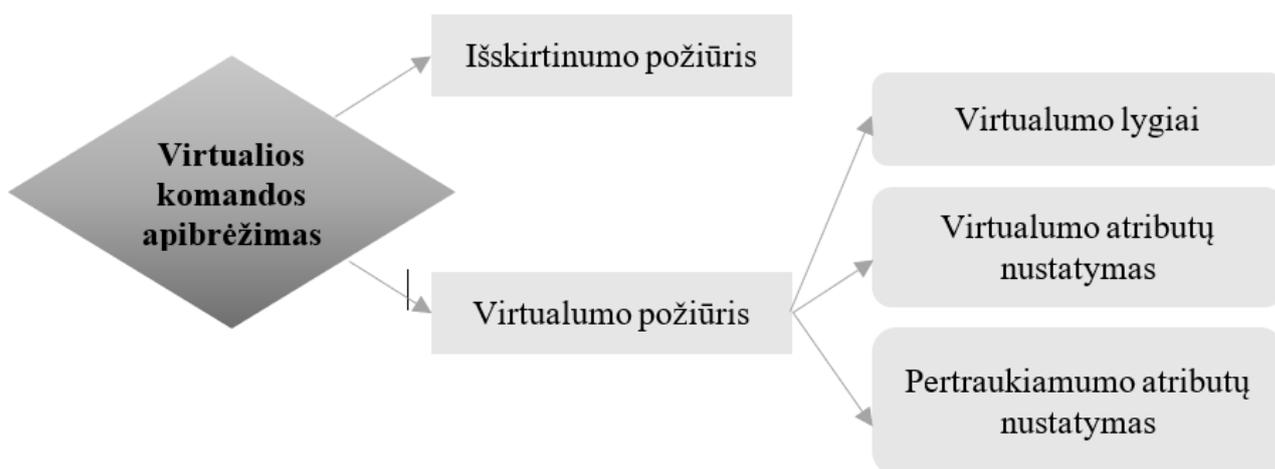 Virtualios
komandos
apibrėžimas
Išskirtinumo požiūris
Virtualumo požiūris
Virtualumo lygiai
Virtualumo atributų
nustatymas
Pertraukiamumo atributų
nustatymas